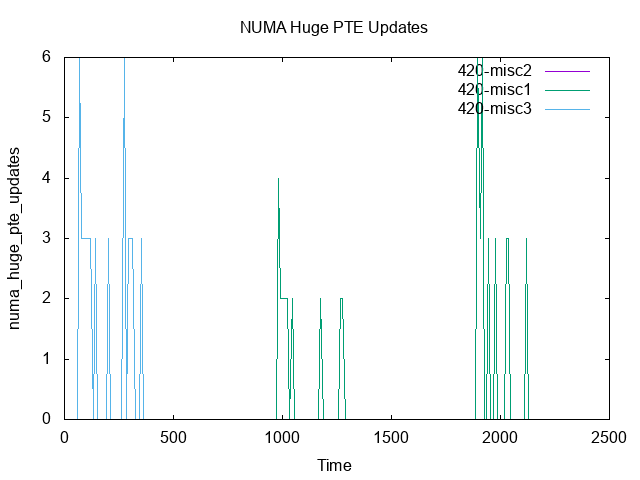 NUMA Huge PTE Updates
numa_huge_pte_updates
6
5
4
3
2
1
0
420-misc2
420-misc1
420-misc3
0 500 1000 1500 2000 2500
Time